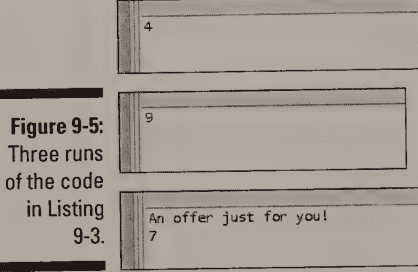 4
9
Figure 9-5:
Three runs
of the code
in Listing
9-3.
An offer just for you!
7